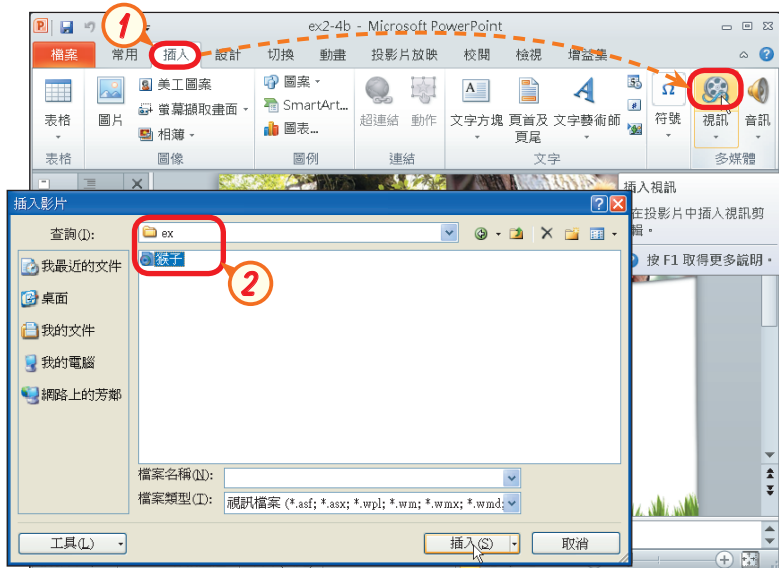 1
ex2-4b - Microsoft PowerPoint
檔案 常用 插入 設計 切換 動畫 投影片放映 校閱 檢視 增益集
表格
圖片
美工圖案
螢幕擷取畫面
相簿
圖案
SmartArt...
圖表...
超連結 動作
文字方塊 頁首及頁尾 文字藝術師
Ω
符號
視訊 音訊
表格 圖像 圖例 連結 文字 多媒體
插入視訊
在投影片中插入視訊剪
輯。
按 F1 取得更多說明。
插入影片
查詢(I): ex
猴子
2
我最近的文件
桌面
我的文件
我的電腦
網路上的芳鄰
檔案名稱(N):
檔案類型(T): 視訊檔案 (*.asf; *.asx; *.wpl; *.wm; *.wmx; *.wmd;
工具(L) 插入(S) 取消